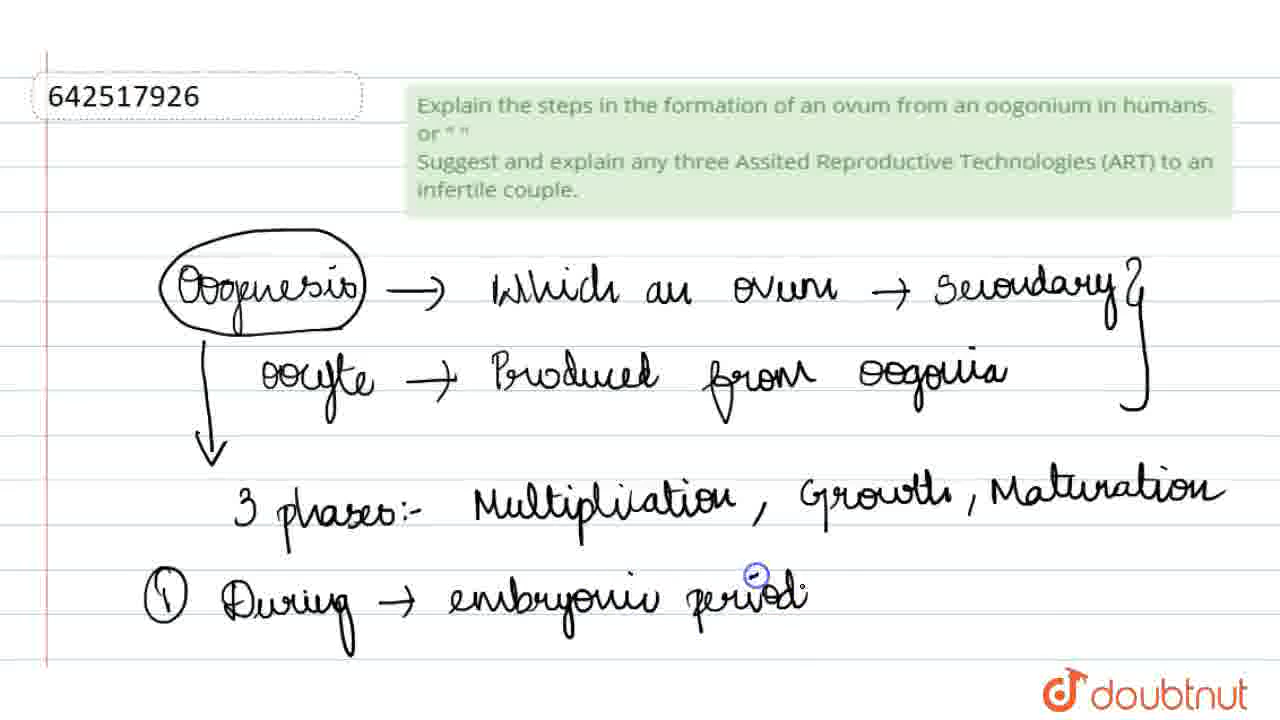 642517926
Explain the steps in the formation of an ovum from an oogonium in humans.
or " "
Suggest and explain any three Assited Reproductive Technologies (ART) to an
infertile couple.
Oogenesis → Which an ovum → Secondary }
oocyte → Produced from oogonia
3 phases:- Multiplication, Growth, Maturation
① During → embryonic period
doubtnut